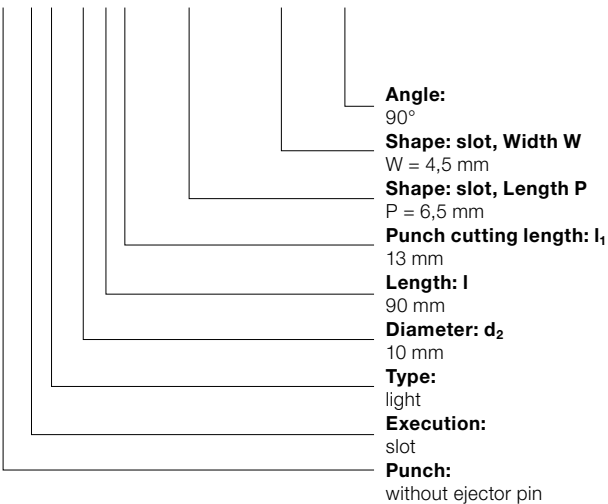 Angle:
90°
Shape: slot, Width W
W = 4,5 mm
Shape: slot, Length P
P = 6,5 mm
Punch cutting length: l₁
13 mm
Length: l
90 mm
Diameter: d₂
10 mm
Type:
light
Execution:
slot
Punch:
without ejector pin